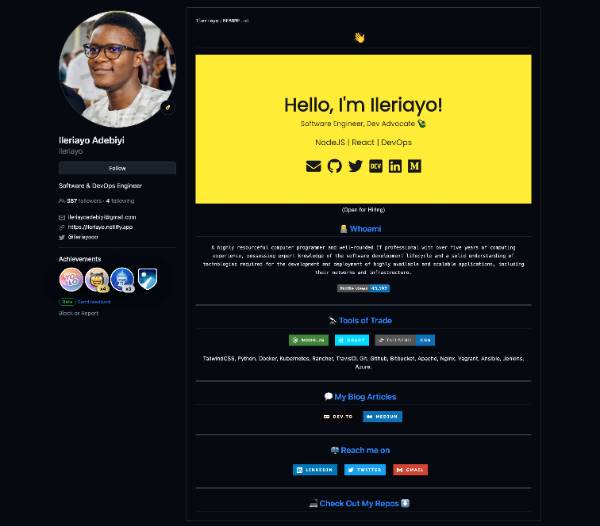 Ileriayo Adebiyi
ileriayo
Follow
Software & DevOps Engineer
387 followers · 4 following
ileriayoadebiyi@gmail.com
https://ileriayo.netlify.app
@ileriayooo
Achievements
x4
x3
Beta Send feedback
Block or Report
ileriayo/README.md
Hello, I'm Ileriayo!
Software Engineer, Dev Advocate
NodeJS | React | DevOps
DEV
in
M
(Open for Hiring)
Whoami
A highly resourceful computer programmer and well-rounded IT professional with over five years of computing
experience, possessing expert knowledge of the software development lifecycle and a solid understanding of
technologies required for the development and deployment of highly available and scalable applications, including
their networks and infrastructure.
Profile views
Tools of Trade
NODE.JS REACT CSS
TailwindCSS, Python, Docker, Kubernetes, Rancher, TravisCI, Git, Github, Bitbucket, Apache, Nginx, Vagrant, Ansible, Jenkins,
Azure.
My Blog Articles
DEV.TO MEDIUM
Reach me on
LINKEDIN TWITTER GMAIL
Check Out My Repos